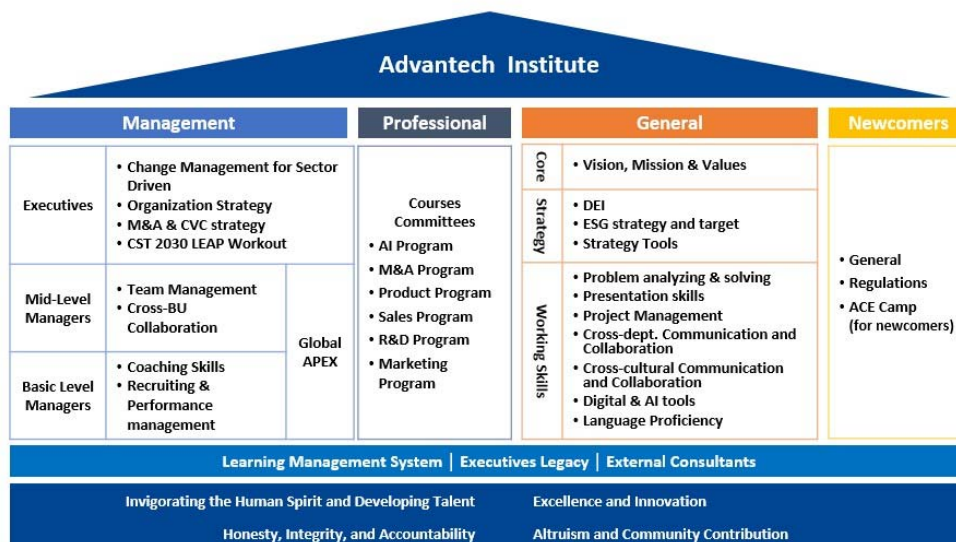 Advantech Institute
Management
Professional
General
Newcomers
Executives
• Change Management for Sector
Driven
• Organization Strategy
• M&A & CVC strategy
• CST 2030 LEAP Workout
Mid-Level
Managers
• Team Management
• Cross-BU
Collaboration
Basic Level
Managers
• Coaching Skills
• Recruiting &
Performance
management
Global
APEX
Courses
Committees
• AI Program
• M&A Program
• Product Program
• Sales Program
• R&D Program
• Marketing
Program
Core
• Vision, Mission & Values
Strategy
• DEI
• ESG strategy and target
• Strategy Tools
Working Skills
• Problem analyzing & solving
• Presentation skills
• Project Management
• Cross-dept. Communication and
Collaboration
• Cross-cultural Communication
and Collaboration
• Digital & AI tools
• Language Proficiency
• General
• Regulations
• ACE Camp
(for newcomers)
Learning Management System | Executives Legacy | External Consultants
Invigorating the Human Spirit and Developing Talent
Excellence and Innovation
Honesty, Integrity, and Accountability
Altruism and Community Contribution